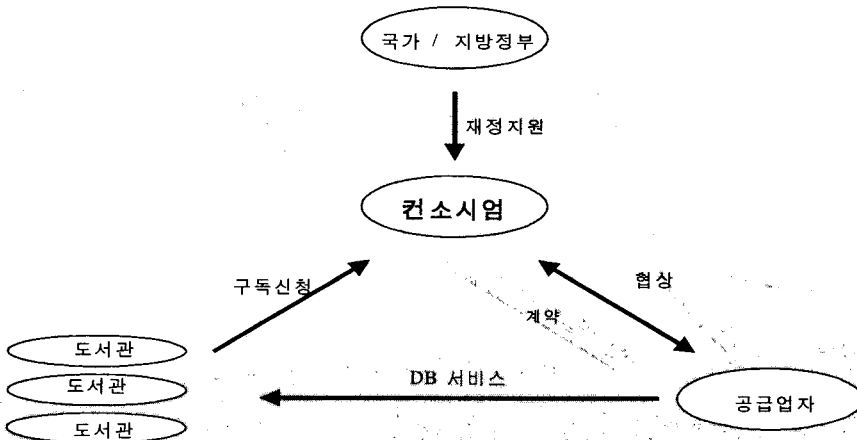 국가 / 지방정부
재정지원
컨소시엄
구독신청
협상
계약
도서관
도서관
도서관
DB 서비스
공급업자